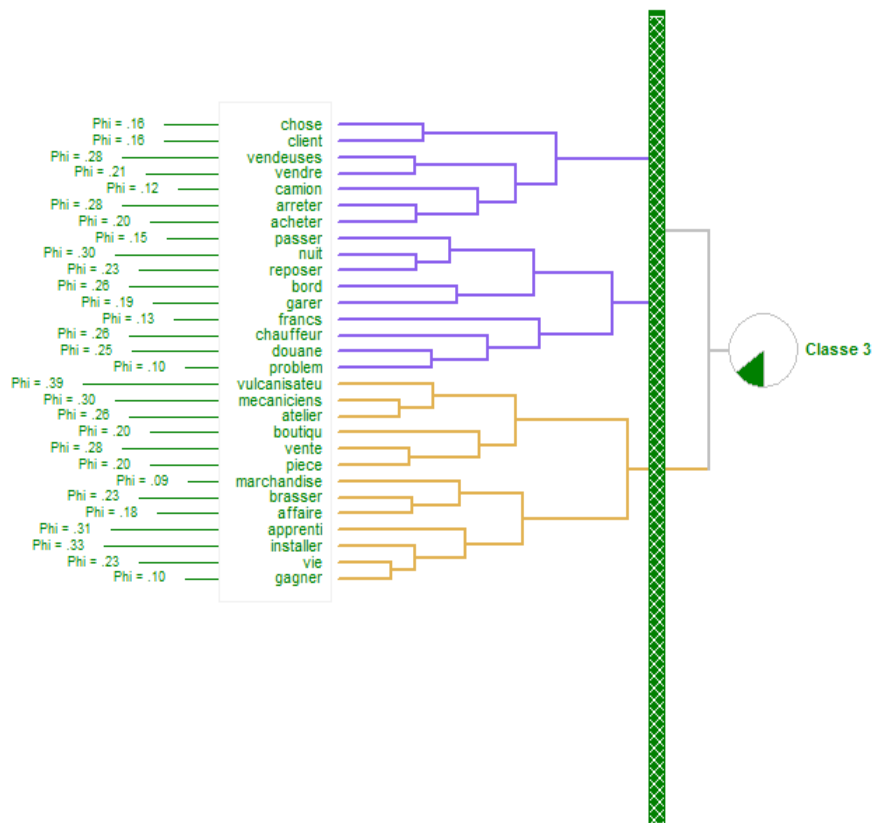 Phi = .16 chose
Phi = .16 client
Phi = .28 vendeuses
Phi = .21 vendre
Phi = .12 camion
Phi = .28 arreter
Phi = .20 acheter
Phi = .15 passer
Phi = .30 nuit
Phi = .23 reposer
Phi = .26 bord
Phi = .19 garer
Phi = .13 francs
Phi = .26 chauffeur
Phi = .25 douane
Phi = .10 problem
Phi = .39 vulcanisateu
Phi = .30 mecaniciens
Phi = .26 atelier
Phi = .20 boutiqu
Phi = .28 vente
Phi = .20 piece
Phi = .09 marchandise
Phi = .23 brasser
Phi = .18 affaire
Phi = .31 apprenti
Phi = .33 installer
Phi = .23 vie
Phi = .10 gagner
Classe 3